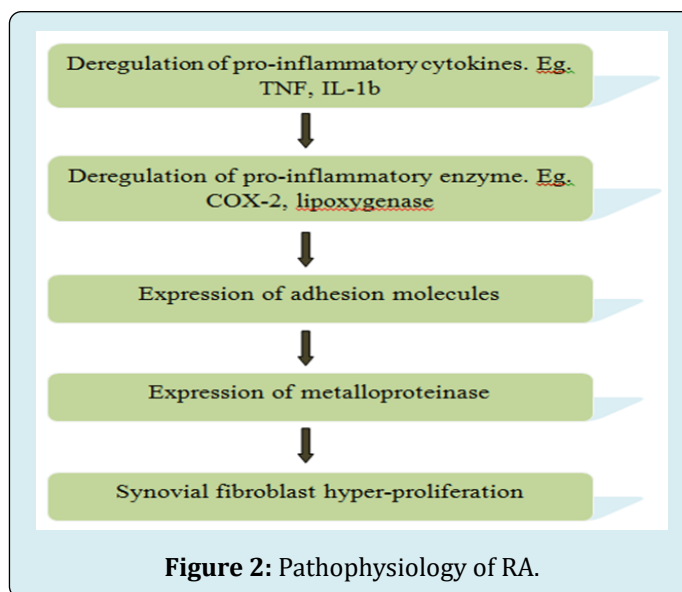 Deregulation of pro-inflammatory cytokines. Eg.
TNF, IL-1b
Deregulation of pro-inflammatory enzyme. Eg.
COX-2, lipoxygenase
Expression of adhesion molecules
Expression of metalloproteinase
Synovial fibroblast hyper-proliferation
Figure 2: Pathophysiology of RA.